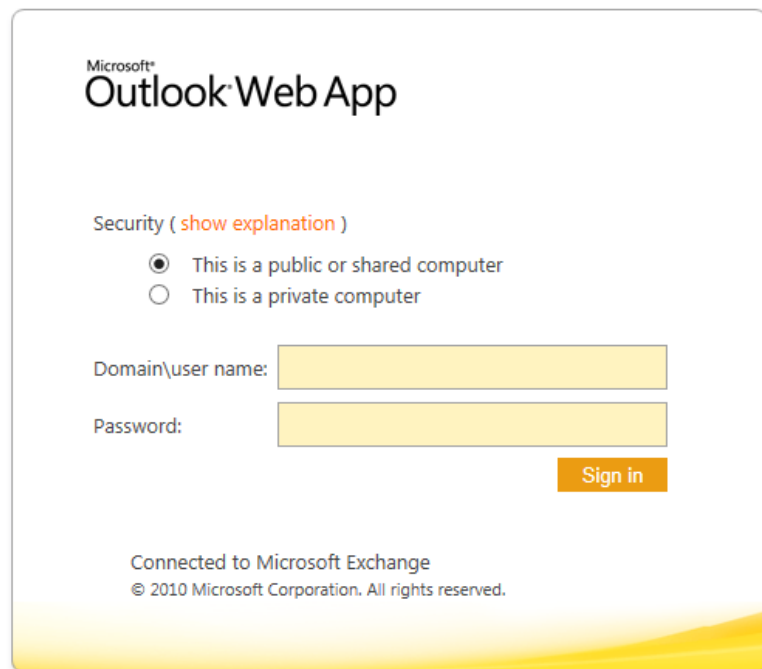 Microsoft®
Outlook® Web App
Security ( show explanation )
This is a public or shared computer
This is a private computer
Domain\user name:
Password:
Sign in
Connected to Microsoft Exchange
© 2010 Microsoft Corporation. All rights reserved.